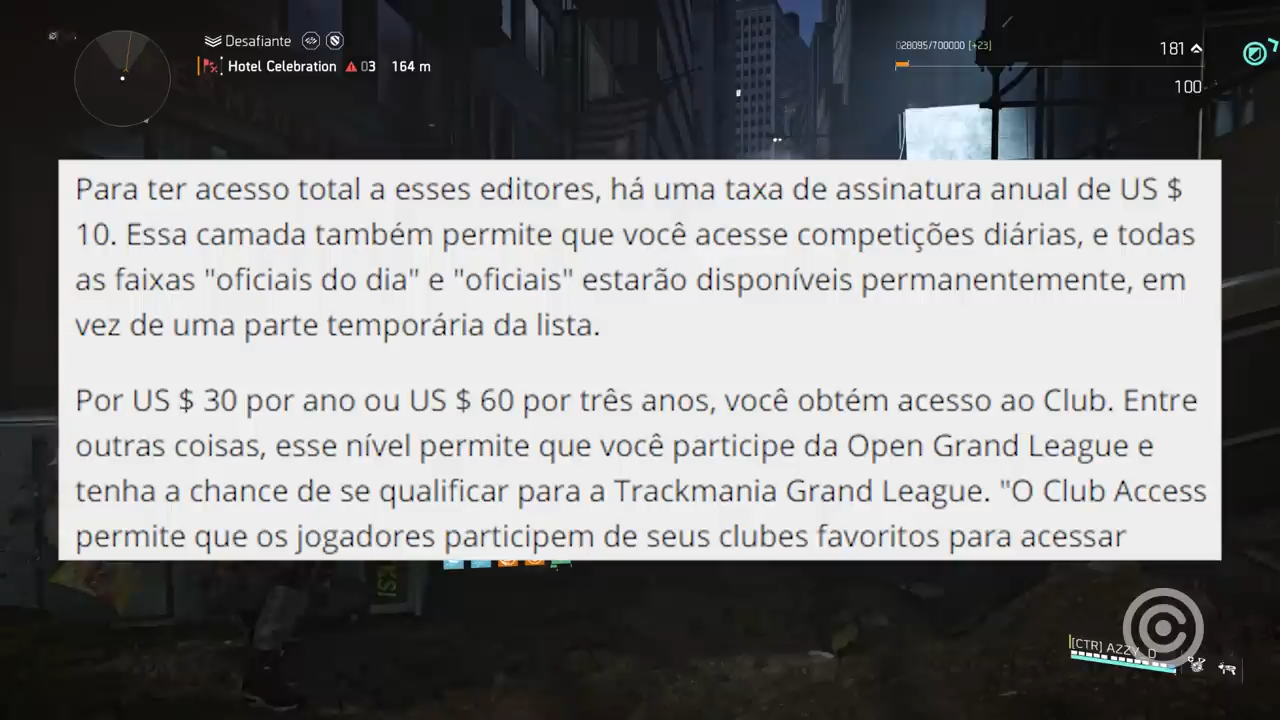 Desafiante
Hotel Celebration 03 164 m
028095/700000 [+23]
181
100
Para ter acesso total a esses editores, há uma taxa de assinatura anual de US $
10. Essa camada também permite que você acesse competições diárias, e todas
as faixas "oficiais do dia" e "oficiais" estarão disponíveis permanentemente, em
vez de uma parte temporária da lista.
Por US $ 30 por ano ou US $ 60 por três anos, você obtém acesso ao Club. Entre
outras coisas, esse nível permite que você participe da Open Grand League e
tenha a chance de se qualificar para a Trackmania Grand League. "O Club Access
permite que os jogadores participem de seus clubes favoritos para acessar
[CTR] AZZY_D